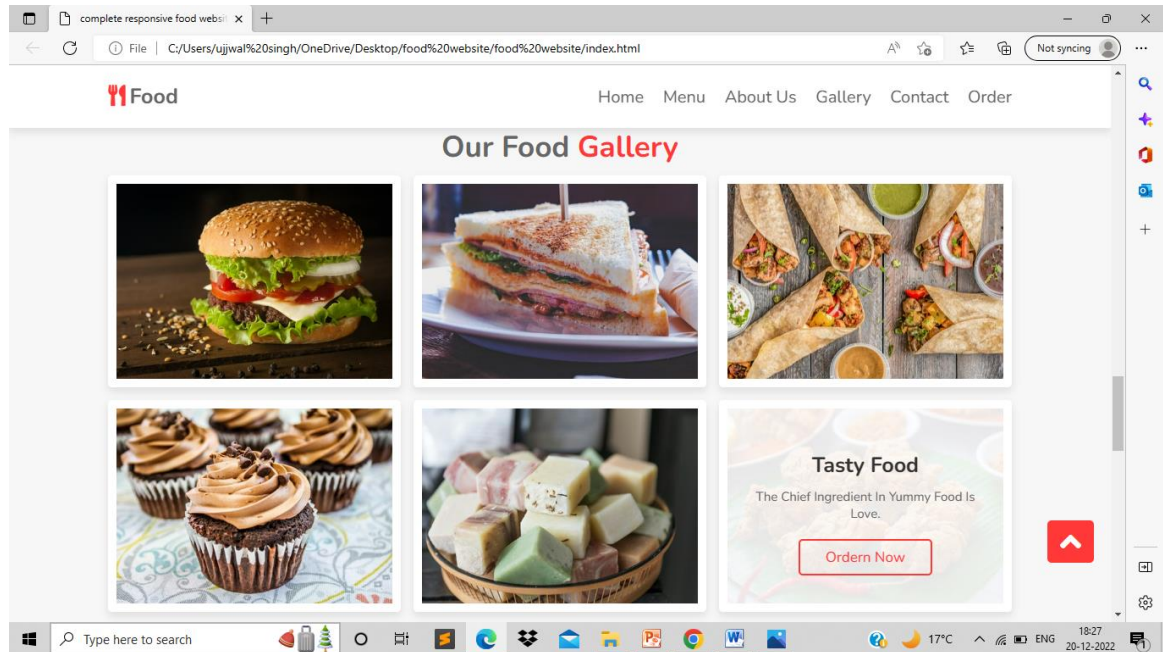 complete responsive food websi
File | C:/Users/ujjwal%20singh/OneDrive/Desktop/food%20website/food%20website/index.html
Not syncing
Food
Home Menu About Us Gallery Contact Order
Our Food Gallery
Tasty Food
The Chief Ingredient In Yummy Food Is
Love.
Ordern Now
Type here to search
17°C
ENG
18:27
20-12-2022